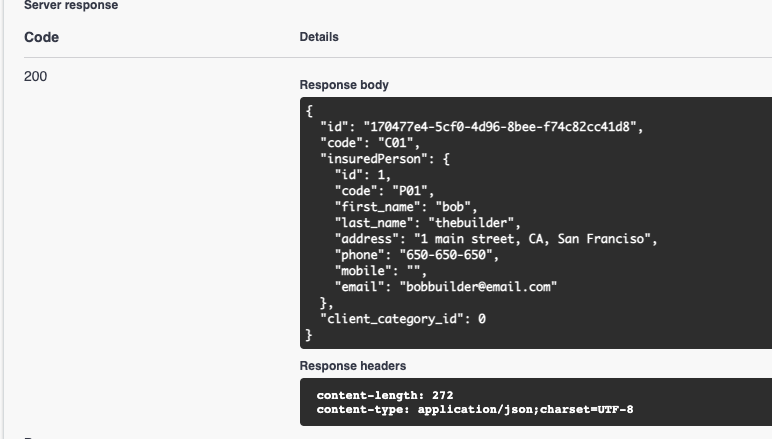 Server response
Code Details
200
Response body
{
"id": "170477e4-5cf0-4d96-8bee-f74c82cc41d8",
"code": "C01",
"insuredPerson": {
"id": 1,
"code": "P01",
"first_name": "bob",
"last_name": "thebuilder",
"address": "1 main street, CA, San Franciso",
"phone": "650-650-650",
"mobile": "",
"email": "bobbuilder@email.com"
},
"client_category_id": 0
}
Response headers
content-length: 272
content-type: application/json;charset=UTF-8